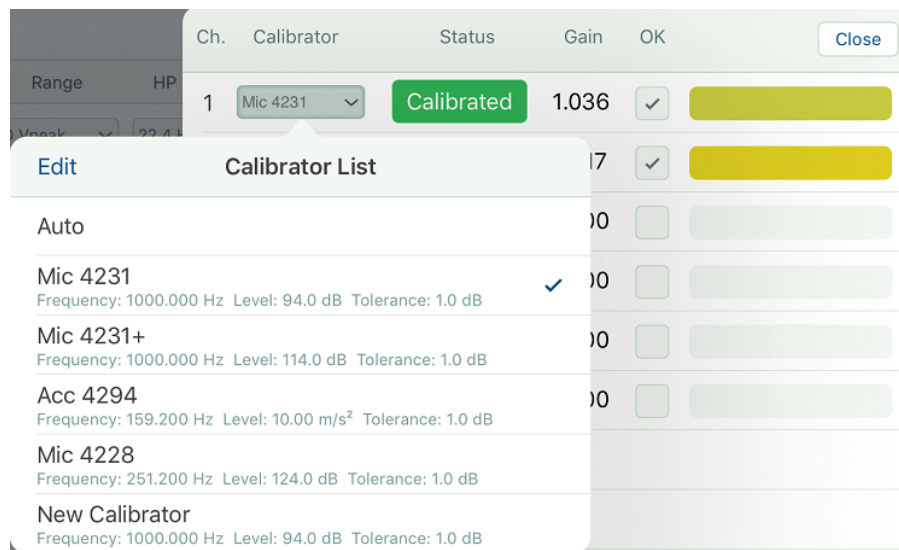 Ch. Calibrator Status Gain OK Close
Range HP
1 Mic 4231 Calibrated 1.036
Vpeak 22.4
Edit Calibrator List 17
Auto 00
Mic 4231 00
Frequency: 1000.000 Hz Level: 94.0 dB Tolerance: 1.0 dB
Mic 4231+ 00
Frequency: 1000.000 Hz Level: 114.0 dB Tolerance: 1.0 dB
Acc 4294 00
Frequency: 159.200 Hz Level: 10.00 m/s² Tolerance: 1.0 dB
Mic 4228
Frequency: 251.200 Hz Level: 124.0 dB Tolerance: 1.0 dB
New Calibrator
Frequency: 1000.000 Hz Level: 94.0 dB Tolerance: 1.0 dB